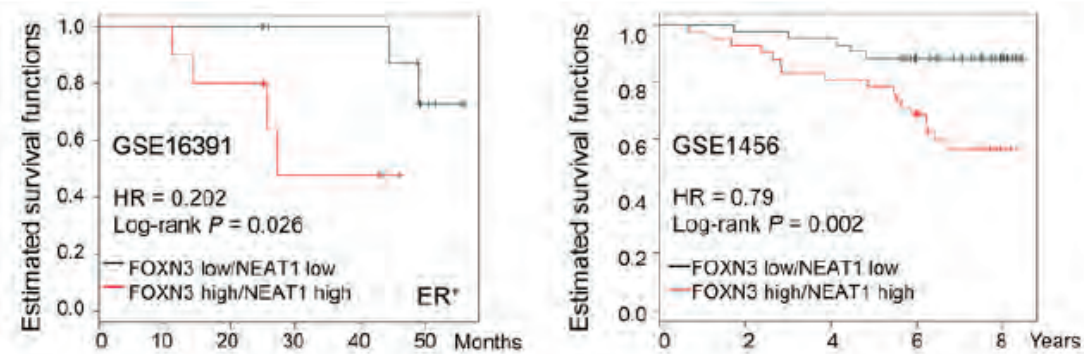 Estimated survival functions
1.0
0.8
0.6
0.4
0.2
0.0
GSE16391
HR = 0.202
Log-rank P = 0.026
FOXN3 low/NEAT1 low
FOXN3 high/NEAT1 high
ER+
0 10 20 30 40 50 Months
Estimated survival functions
1.0
0.8
0.6
0.4
0.2
0.0
GSE1456
HR = 0.79
Log-rank P = 0.002
FOXN3 low/NEAT1 low
FOXN3 high/NEAT1 high
0 2 4 6 8 Years